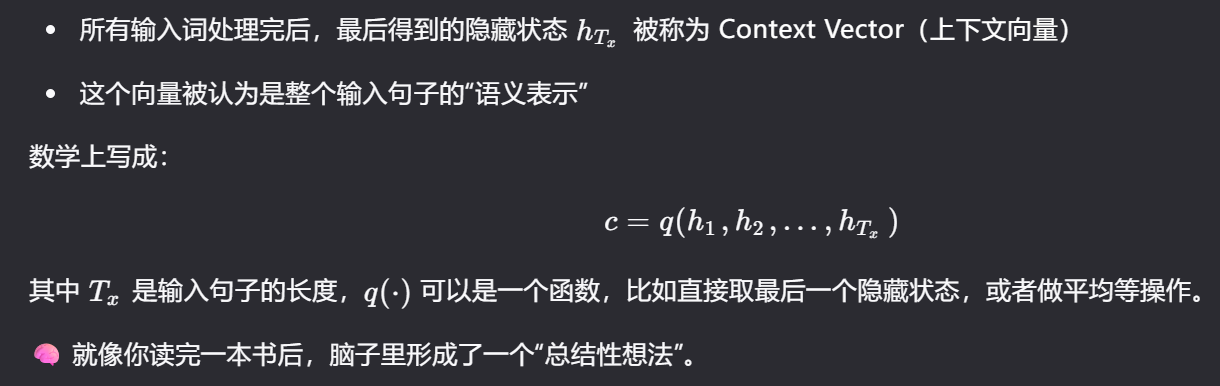 • 所有输入词处理完后，最后得到的隐藏状态 h_{T_x} 被称为 Context Vector（上下文向量）
• 这个向量被认为是整个输入句子的“语义表示”
数学上写成：
c = q(h_1, h_2, ..., h_{T_x})
其中 T_x 是输入句子的长度，q(·) 可以是一个函数，比如直接取最后一个隐藏状态，或者做平均等操作。
🧠 就像你读完一本书后，脑子里形成了一个“总结性想法”。